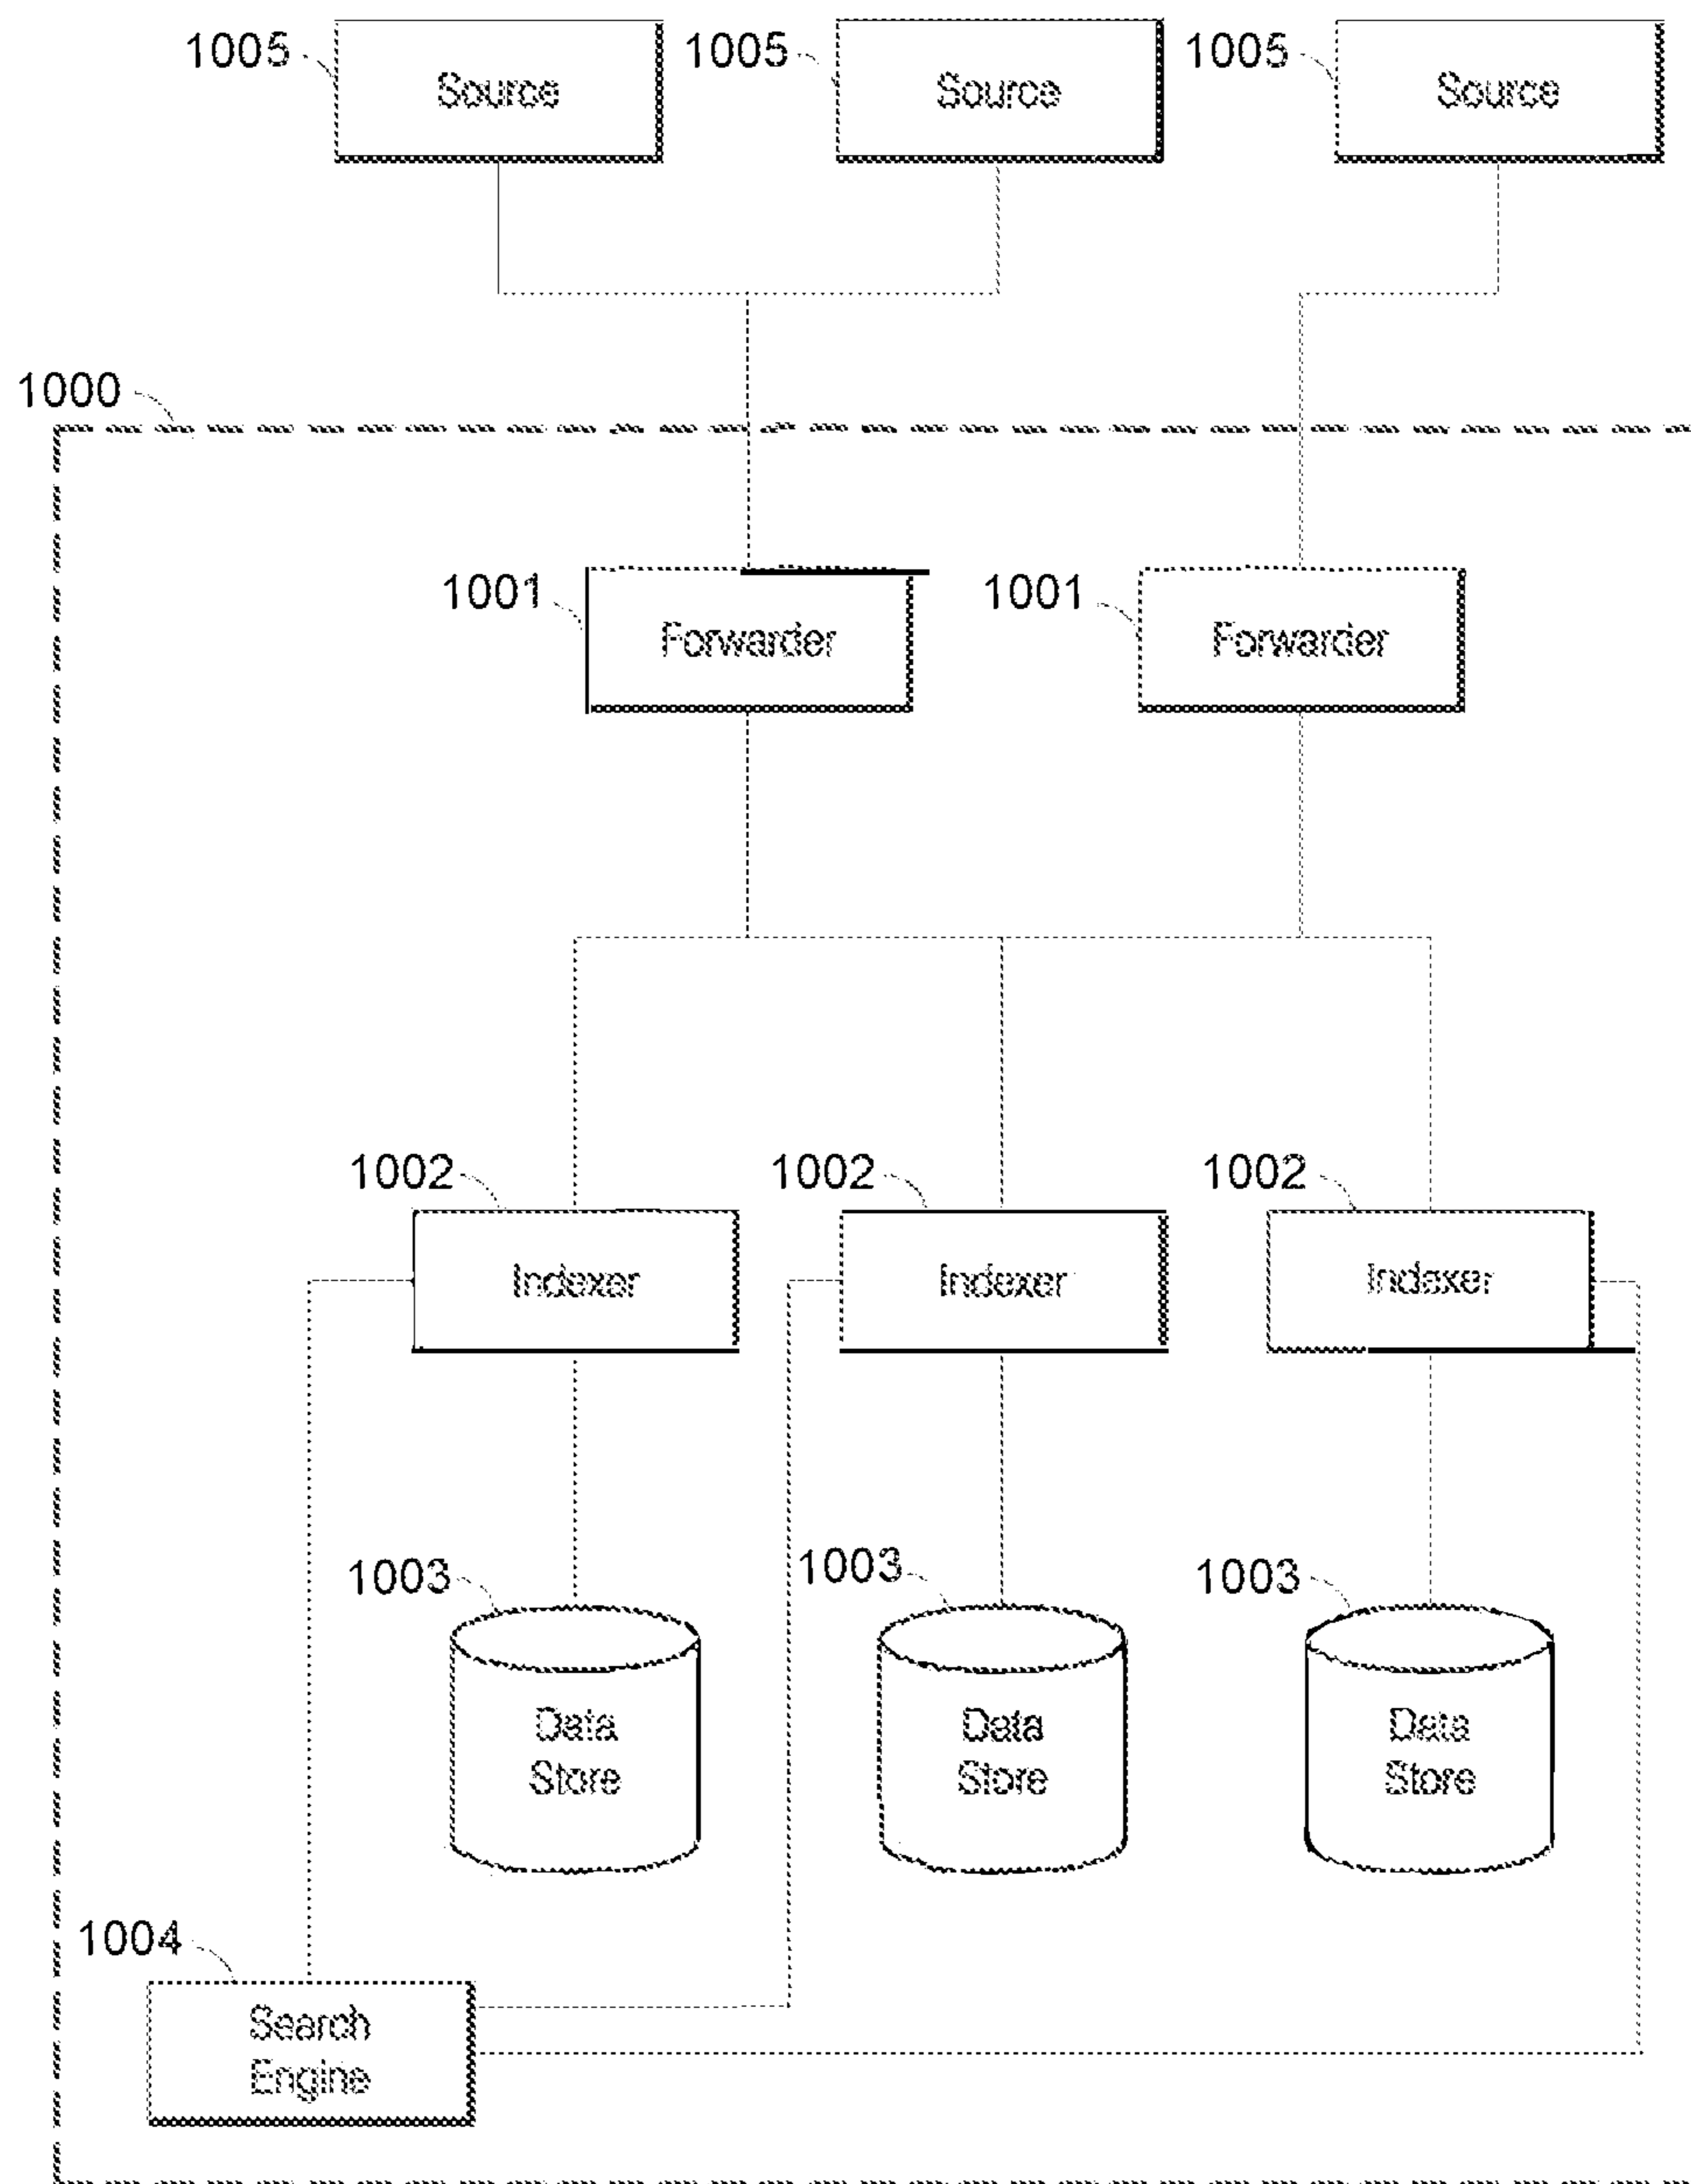 1005
Source
1005
Source
1005
Source
1000
1001
Forwarder
1001
Forwarder
1002
Indexer
1002
Indexer
1002
Indexer
1003
Data
Store
1003
Data
Store
1003
Data
Store
1004
Search
Engine